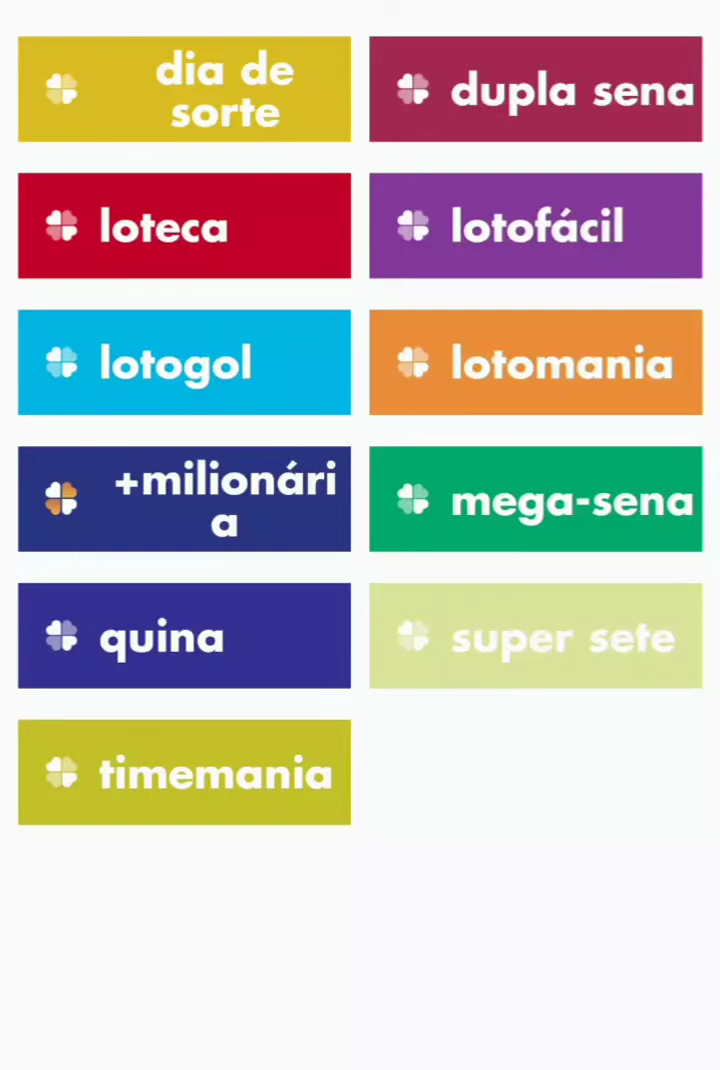 dia de
sorte
dupla sena
loteca
lotofácil
lotogol
lotomania
+milionári
a
mega-sena
quina
super sete
timemania